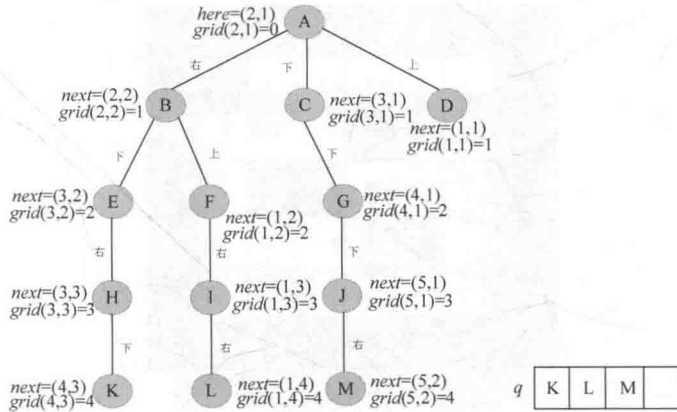 here=(2,1)
grid(2,1)=0
A
右
下
上
next=(2,2)
grid(2,2)=1
B
C
next=(3,1)
grid(3,1)=1
D
next=(1,1)
grid(1,1)=1
下
上
下
next=(3,2)
grid(3,2)=2
E
F
next=(1,2)
grid(1,2)=2
G
next=(4,1)
grid(4,1)=2
右
右
下
next=(3,3)
grid(3,3)=3
H
I
next=(1,3)
grid(1,3)=3
J
next=(5,1)
grid(5,1)=3
下
右
右
next=(4,3)
grid(4,3)=4
K
L
next=(1,4)
grid(1,4)=4
M
next=(5,2)
grid(5,2)=4
q K L M